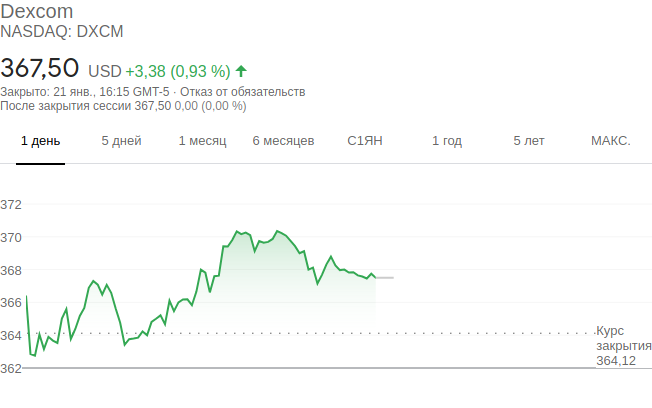 Dexcom
NASDAQ: DXCM
367,50 USD +3,38 (0,93 %)
Закрыто: 21 янв., 16:15 GMT-5 · Отказ от обязательств
После закрытия сессии 367,50 0,00 (0,00 %)
1 день 5 дней 1 месяц 6 месяцев С1ЯН 1 год 5 лет МАКС.
372
370
368
366
364
362
Курс
закрытия
364,12